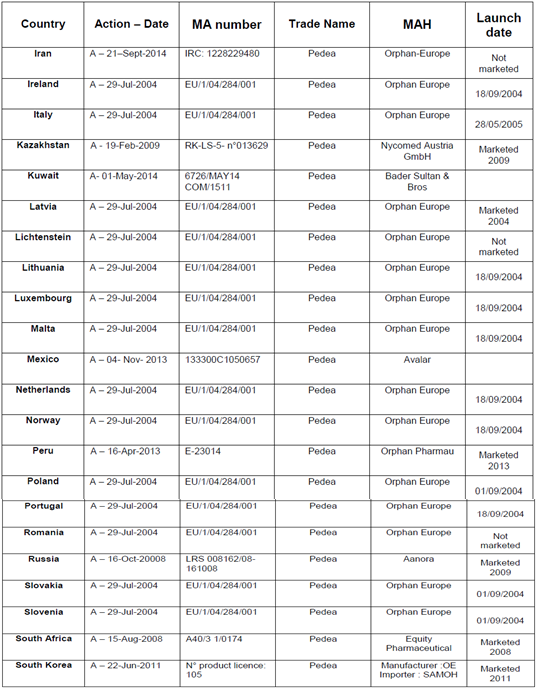 Country Action – Date MA number Trade Name MAH Launch date
Iran A – 21–Sept-2014 IRC: 1228229480 Pedea Orphan-Europe Not marketed
Ireland A – 29-Jul-2004 EU/1/04/284/001 Pedea Orphan Europe 18/09/2004
Italy A – 29-Jul-2004 EU/1/04/284/001 Pedea Orphan Europe 28/05/2005
Kazakhstan A - 19-Feb-2009 RK-LS-5- n°013629 Pedea Nycomed Austria GmbH Marketed 2009
Kuwait A- 01-May-2014 6726/MAY14 COM/1511 Pedea Bader Sultan & Bros
Latvia A – 29-Jul-2004 EU/1/04/284/001 Pedea Orphan Europe Marketed 2004
Lichtenstein A – 29-Jul-2004 EU/1/04/284/001 Pedea Orphan Europe Not marketed
Lithuania A – 29-Jul-2004 EU/1/04/284/001 Pedea Orphan Europe 18/09/2004
Luxembourg A – 29-Jul-2004 EU/1/04/284/001 Pedea Orphan Europe 18/09/2004
Malta A – 29-Jul-2004 EU/1/04/284/001 Pedea Orphan Europe 18/09/2004
Mexico A – 04- Nov- 2013 133300C1050657 Pedea Avalar
Netherlands A – 29-Jul-2004 EU/1/04/284/001 Pedea Orphan Europe 18/09/2004
Norway A – 29-Jul-2004 EU/1/04/284/001 Pedea Orphan Europe 18/09/2004
Peru A – 16-Apr-2013 E-23014 Pedea Orphan Pharmau Marketed 2013
Poland A – 29-Jul-2004 EU/1/04/284/001 Pedea Orphan Europe 01/09/2004
Portugal A – 29-Jul-2004 EU/1/04/284/001 Pedea Orphan Europe 18/09/2004
Romania A – 29-Jul-2004 EU/1/04/284/001 Pedea Orphan Europe Not marketed
Russia A – 16-Oct-20008 LRS 008162/08-161008 Pedea Aanora Marketed 2009
Slovakia A – 29-Jul-2004 EU/1/04/284/001 Pedea Orphan Europe 01/09/2004
Slovenia A – 29-Jul-2004 EU/1/04/284/001 Pedea Orphan Europe 01/09/2004
South Africa A – 15-Aug-2008 A40/3 1/0174 Pedea Equity Pharmaceutical Marketed 2008
South Korea A – 22-Jun-2011 N° product licence: 105 Pedea Manufacturer :OE Importer : SAMOH Marketed 2011